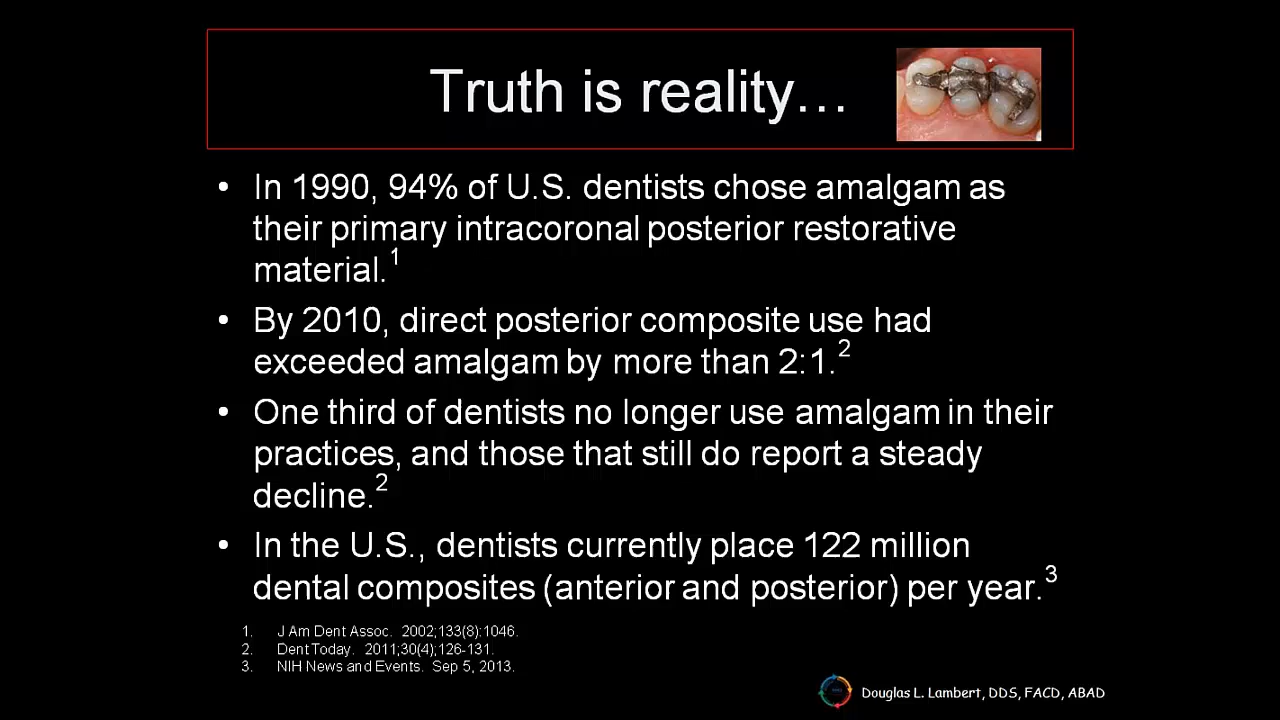 Truth is reality…
• In 1990, 94% of U.S. dentists chose amalgam as
their primary intracoronal posterior restorative
material.1
• By 2010, direct posterior composite use had
exceeded amalgam by more than 2:1.2
• One third of dentists no longer use amalgam in their
practices, and those that still do report a steady
decline.2
• In the U.S., dentists currently place 122 million
dental composites (anterior and posterior) per year.3
1. J Am Dent Assoc. 2002;133(8):1046.
2. Dent Today. 2011;30(4);126-131.
3. NIH News and Events. Sep 5, 2013.
Douglas L. Lambert, DDS, FACD, ABAD